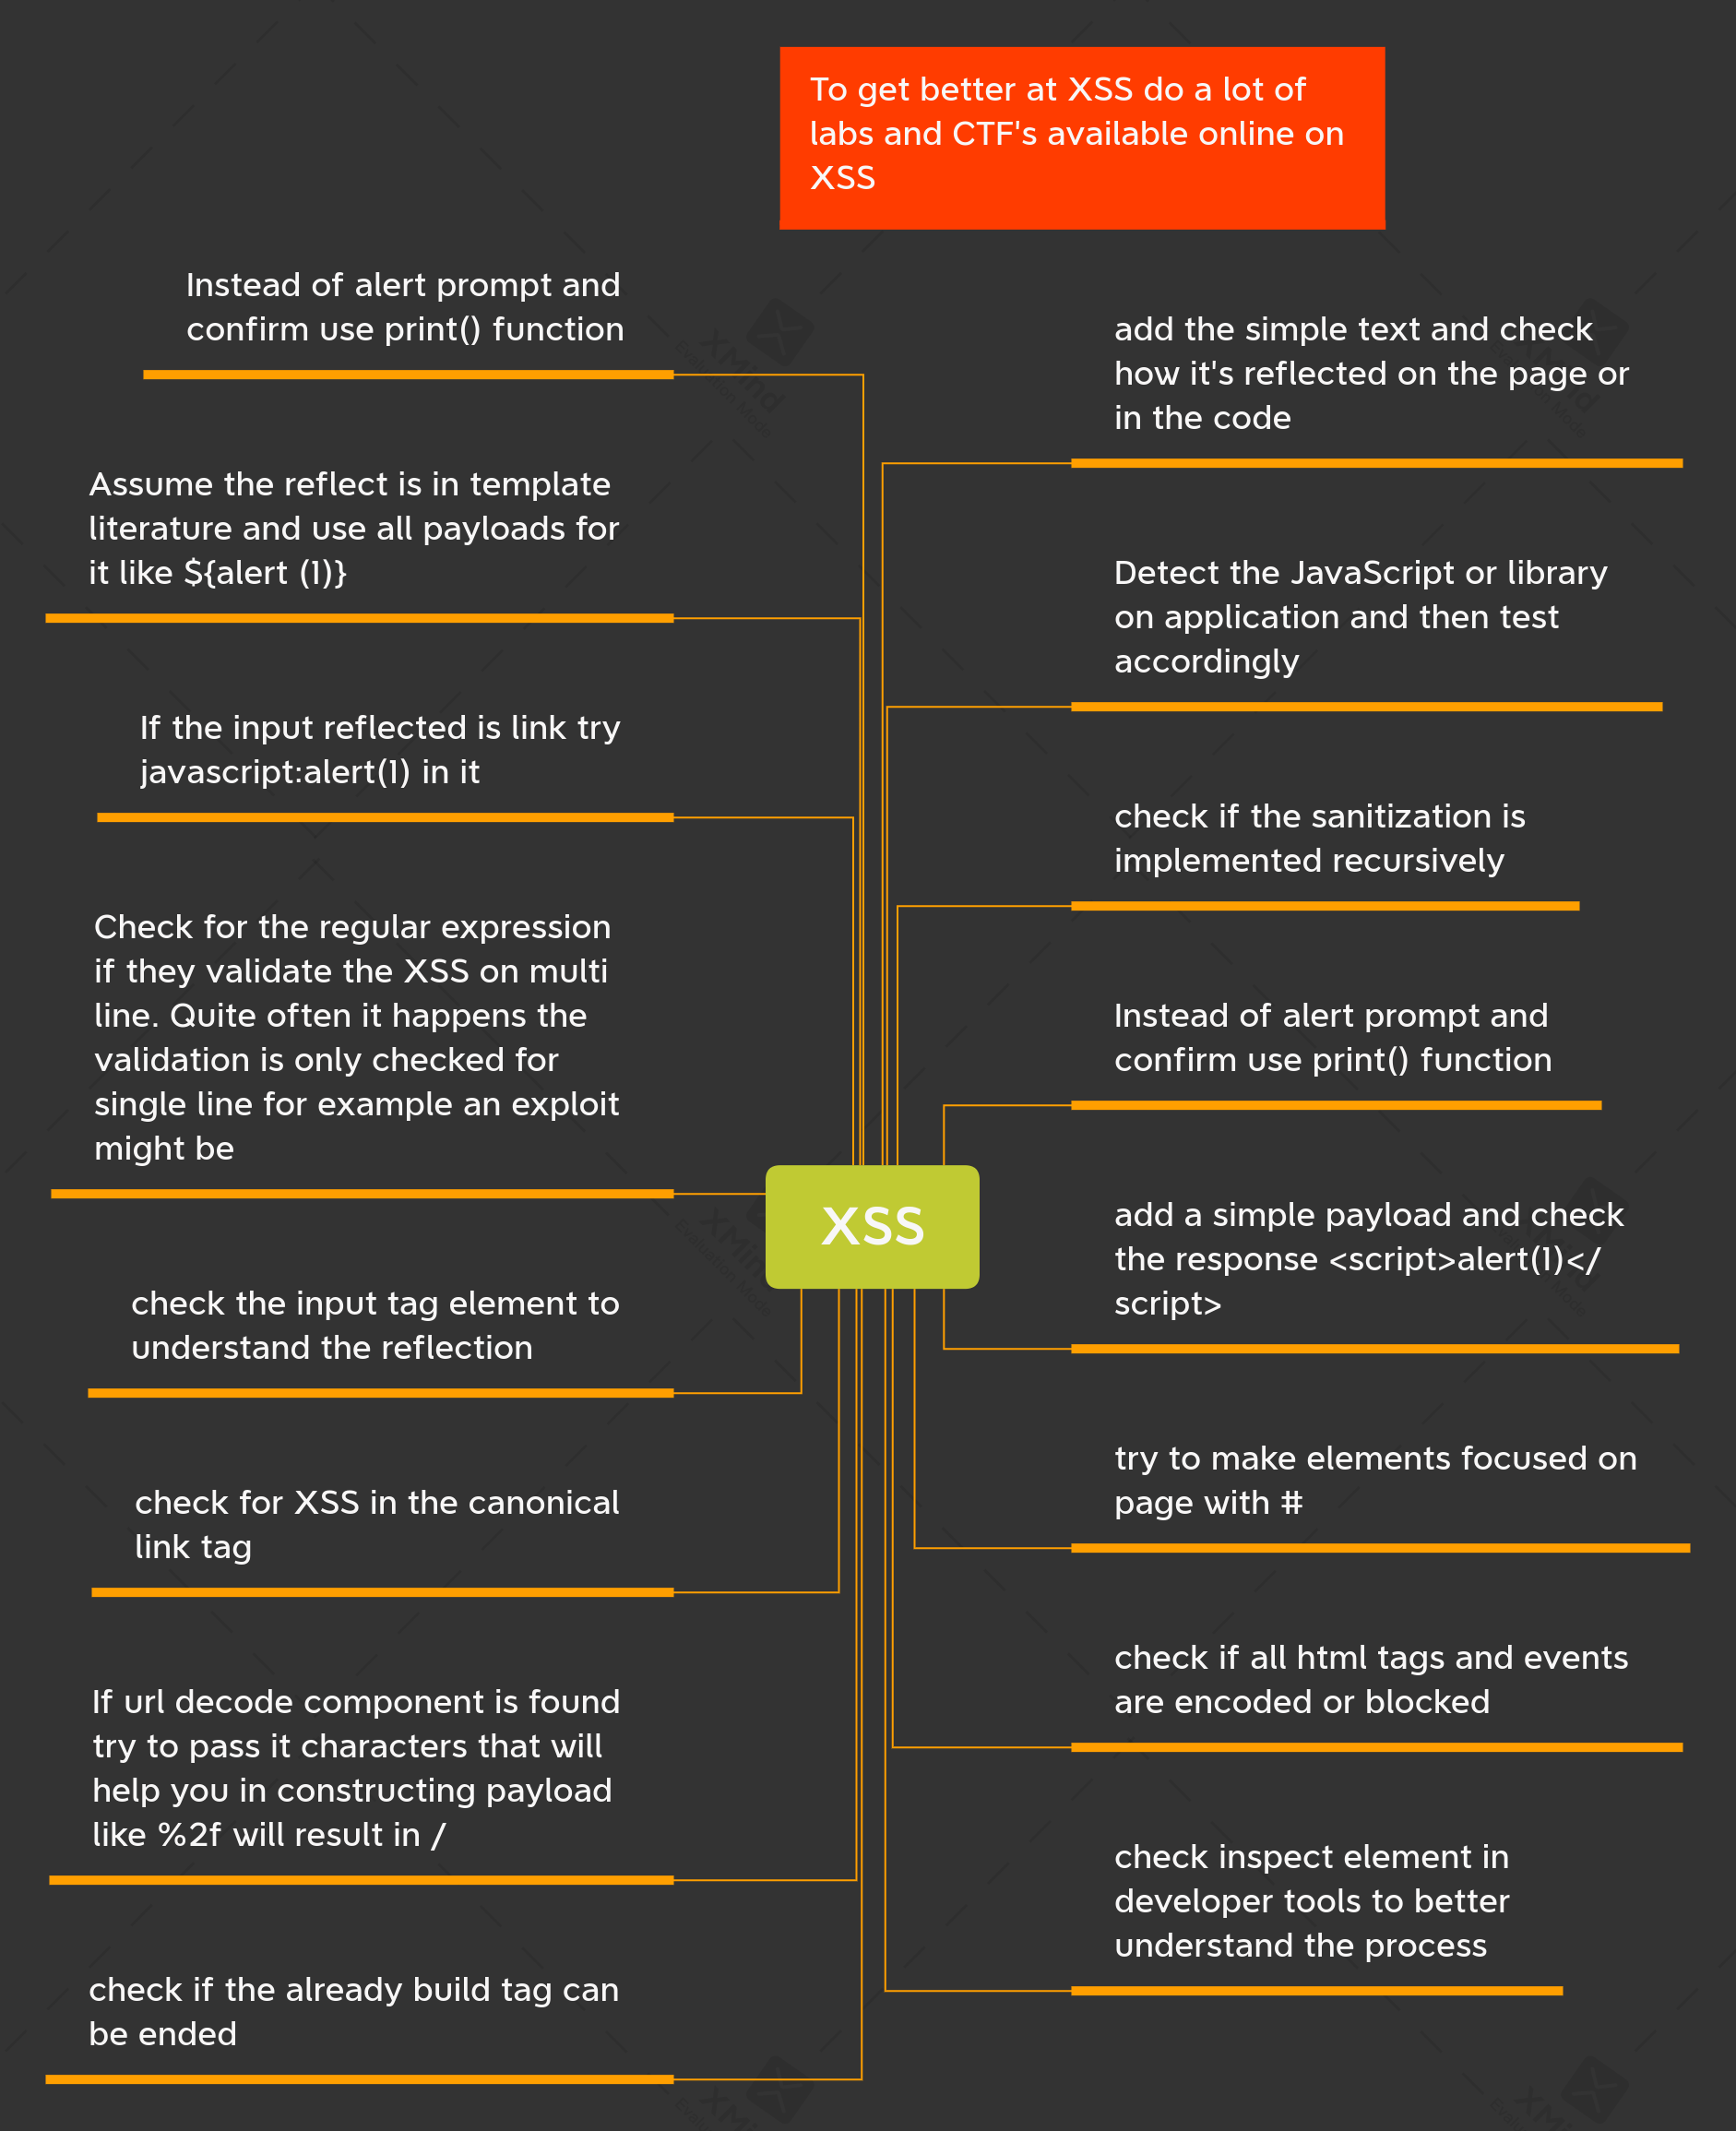 To get better at XSS do a lot of
labs and CTF's available online on
XSS
Instead of alert prompt and
confirm use print() function
Assume the reflect is in template
literature and use all payloads for
it like ${alert (1)}
If the input reflected is link try
javascript:alert(1) in it
Check for the regular expression
if they validate the XSS on multi
line. Quite often it happens the
validation is only checked for
single line for example an exploit
might be
check the input tag element to
understand the reflection
check for XSS in the canonical
link tag
If url decode component is found
try to pass it characters that will
help you in constructing payload
like %2f will result in /
check if the already build tag can
be ended
XSS
add the simple text and check
how it's reflected on the page or
in the code
Detect the JavaScript or library
on application and then test
accordingly
check if the sanitization is
implemented recursively
Instead of alert prompt and
confirm use print() function
add a simple payload and check
the response <script>alert(1)</
script>
try to make elements focused on
page with #
check if all html tags and events
are encoded or blocked
check inspect element in
developer tools to better
understand the process
XMind
Evaluation Mode